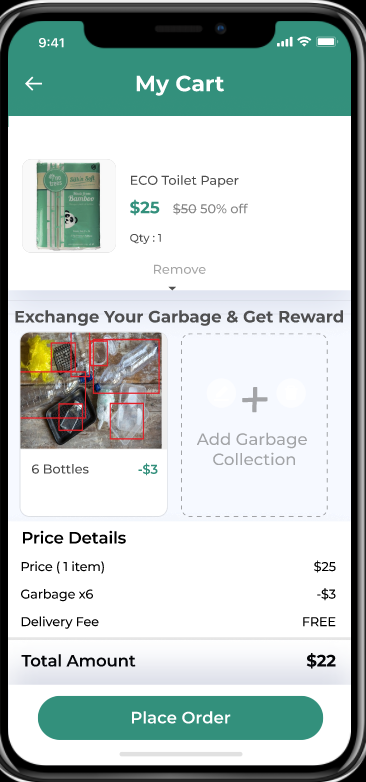 9:41
My Cart
ECO Toilet Paper
$25 $50 50% off
Qty : 1
Remove
Exchange Your Garbage & Get Reward
6 Bottles -$3
Add Garbage
Collection
Price Details
Price ( 1 item) $25
Garbage x6 -$3
Delivery Fee FREE
Total Amount $22
Place Order